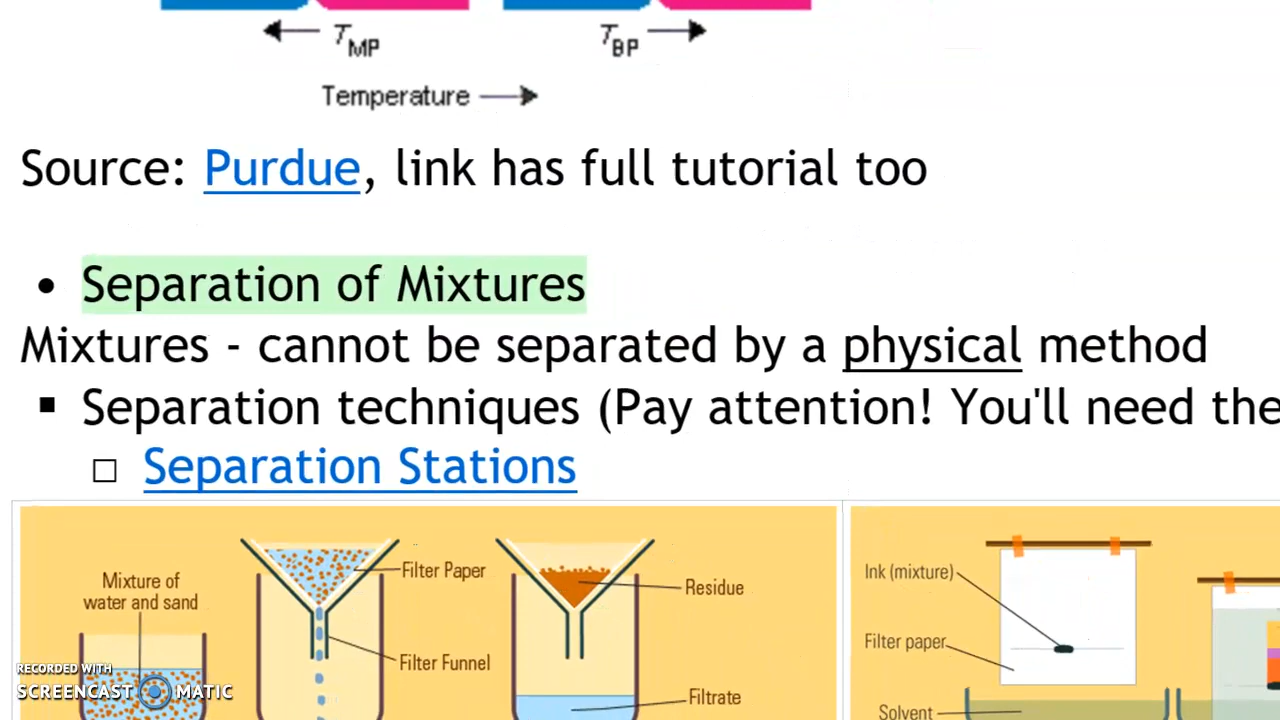 TMP
TBP
Temperature
Source: Purdue, link has full tutorial too
• Separation of Mixtures
Mixtures - cannot be separated by a physical method
▪ Separation techniques (Pay attention! You'll need the
□ Separation Stations
Mixture of
water and sand
Filter Paper
Filter Funnel
Residue
Filtrate
Ink (mixture)
Filter paper
Solvent
RECORDED WITH
SCREENCAST MATIC